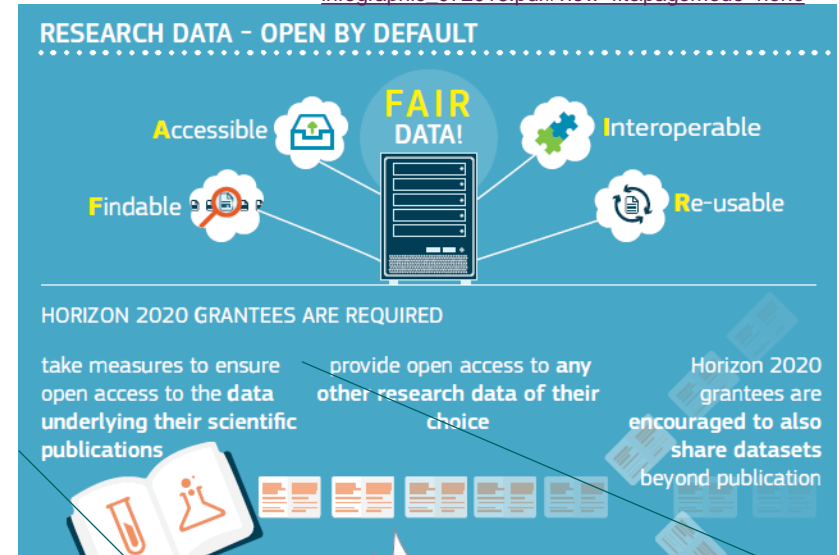 RESEARCH DATA - OPEN BY DEFAULT
FAIR
DATA!
Accessible
Interoperable
Findable
Re-usable
HORIZON 2020 GRANTEES ARE REQUIRED
take measures to ensure
open access to the data
underlying their scientific
publications
provide open access to any
other research data of their
choice
Horizon 2020
grantees are
encouraged to also
share datasets
beyond publication